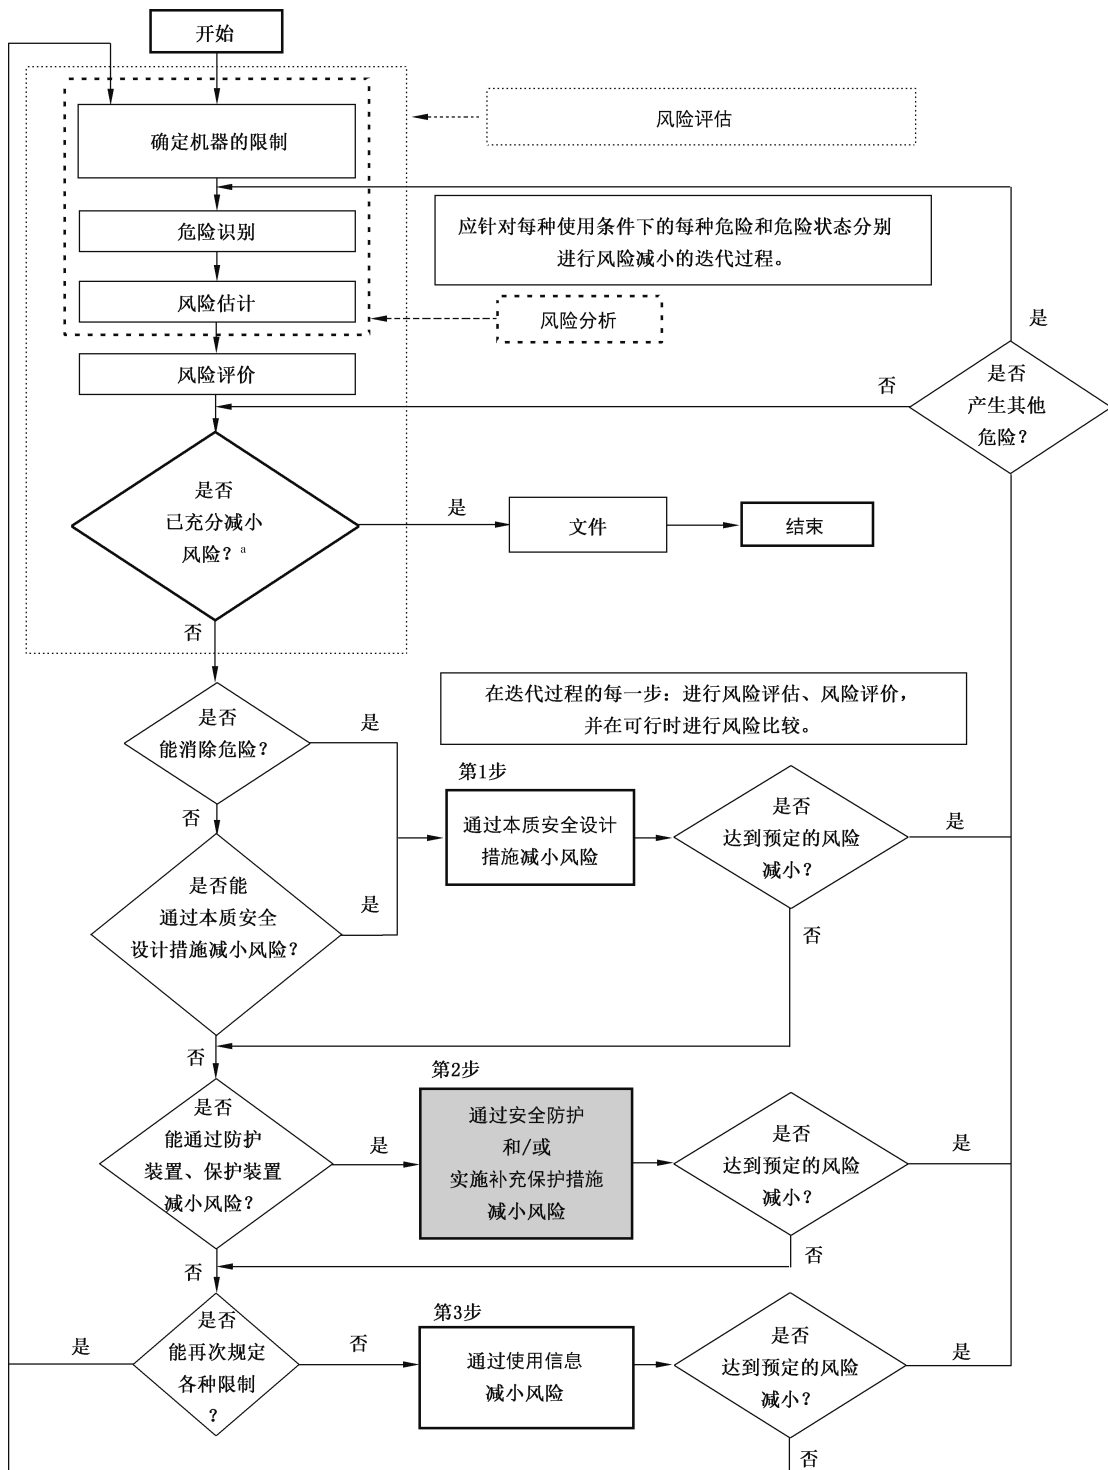 开始
风险评估
确定机器的限制
应针对每种使用条件下的每种危险和危险状态分别
进行风险减小的迭代过程。
危险识别
风险估计
风险分析
是
风险评价
否
是否
产生其他
危险？
是否
已充分减小
风险？a
是
文件
结束
否
在迭代过程的每一步：进行风险评估、风险评价，
并在可行时进行风险比较。
是否
能消除危险？
是
否
第1步
通过本质安全设计
措施减小风险
是否
达到预定的风险
减小？
是
是否能
通过本质安全
设计措施减小风险？
是
否
否
第2步
是否
能通过防护
装置、保护装置
减小风险？
是
通过安全防护
和/或
实施补充保护措施
减小风险
是否
达到预定的风险
减小？
是
否
否
第3步
是
是否
能再次规定
各种限制
？
否
通过使用信息
减小风险
是否
达到预定的风险
减小？
是
否